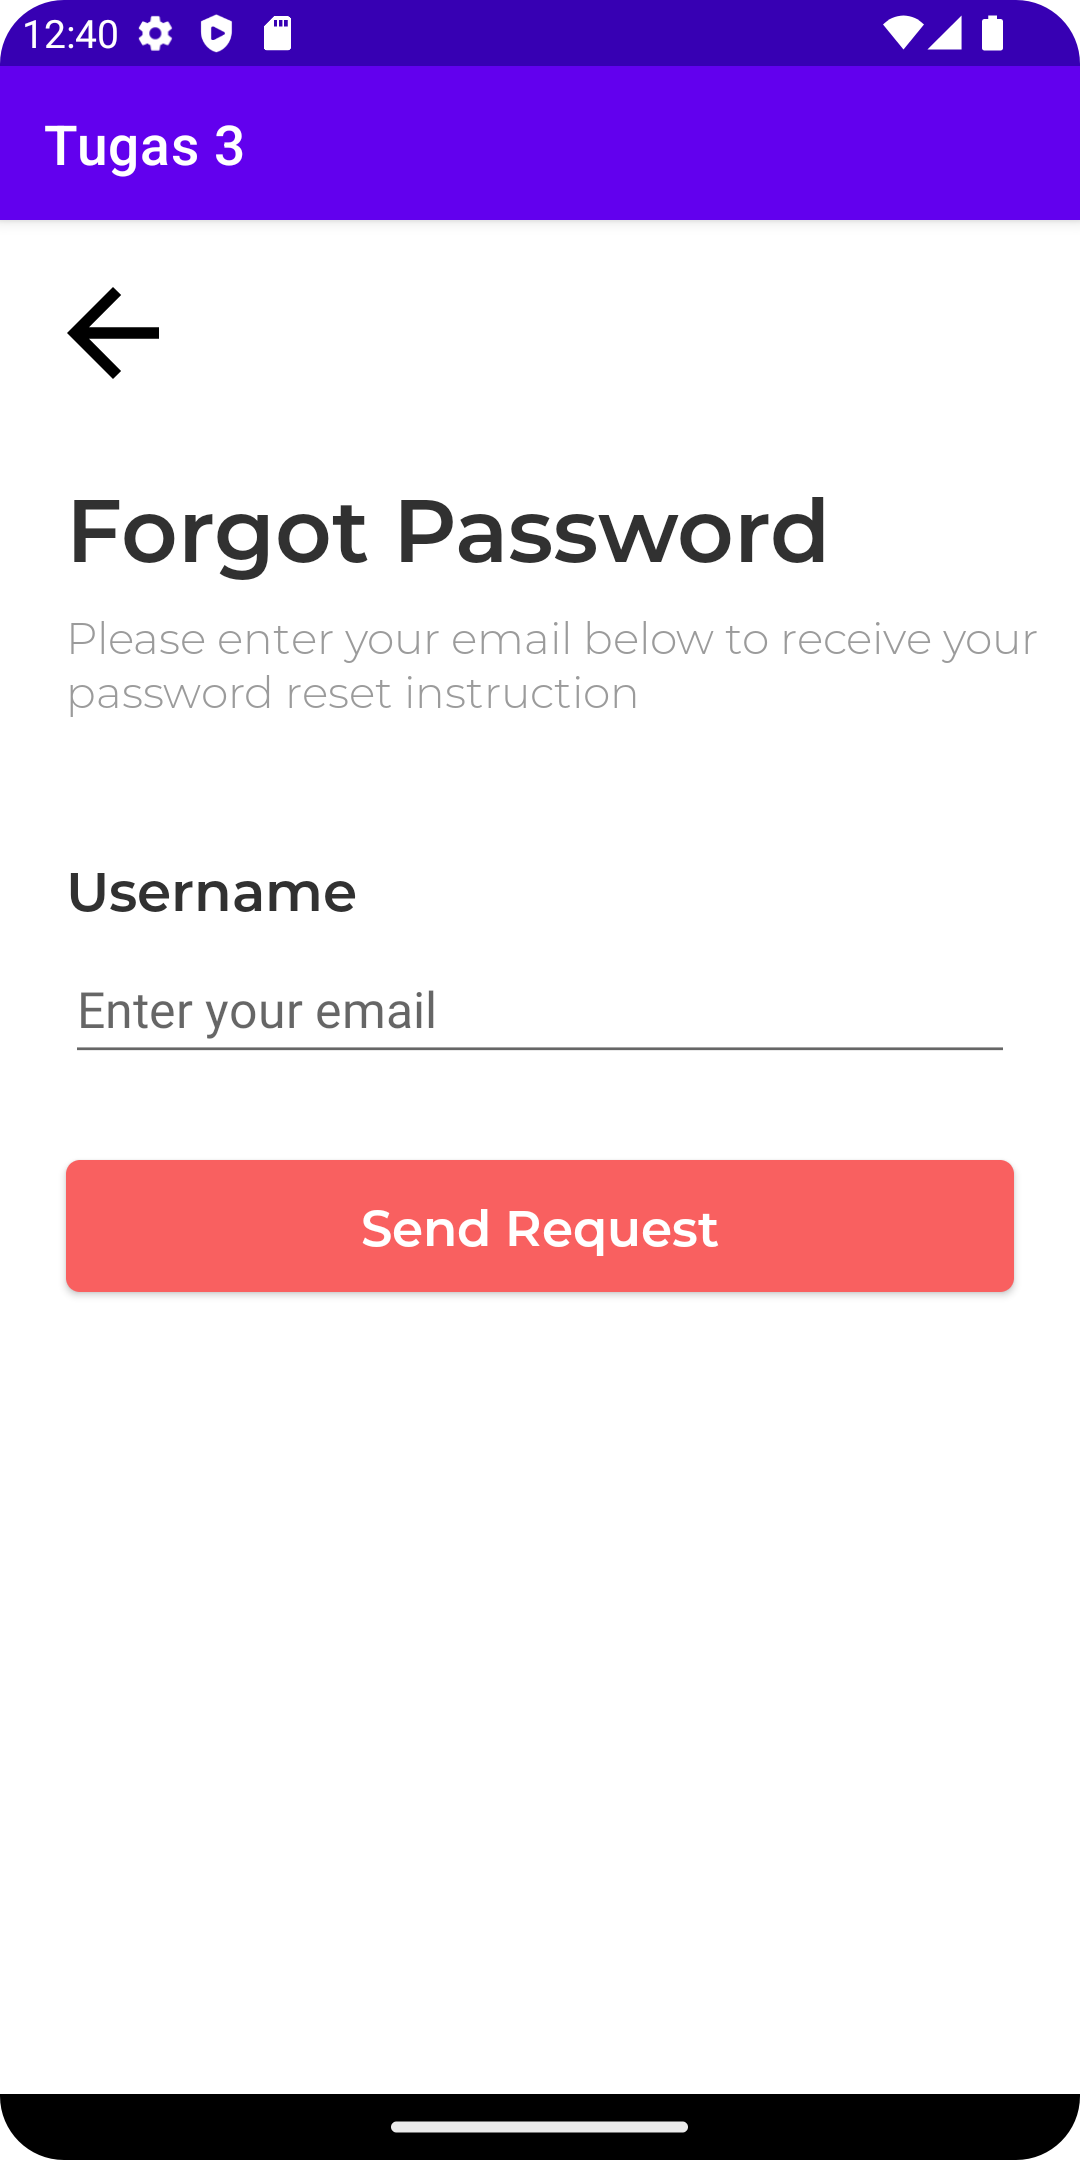 12:40
Tugas 3
Forgot Password
Please enter your email below to receive your
password reset instruction
Username
Enter your email
Send Request